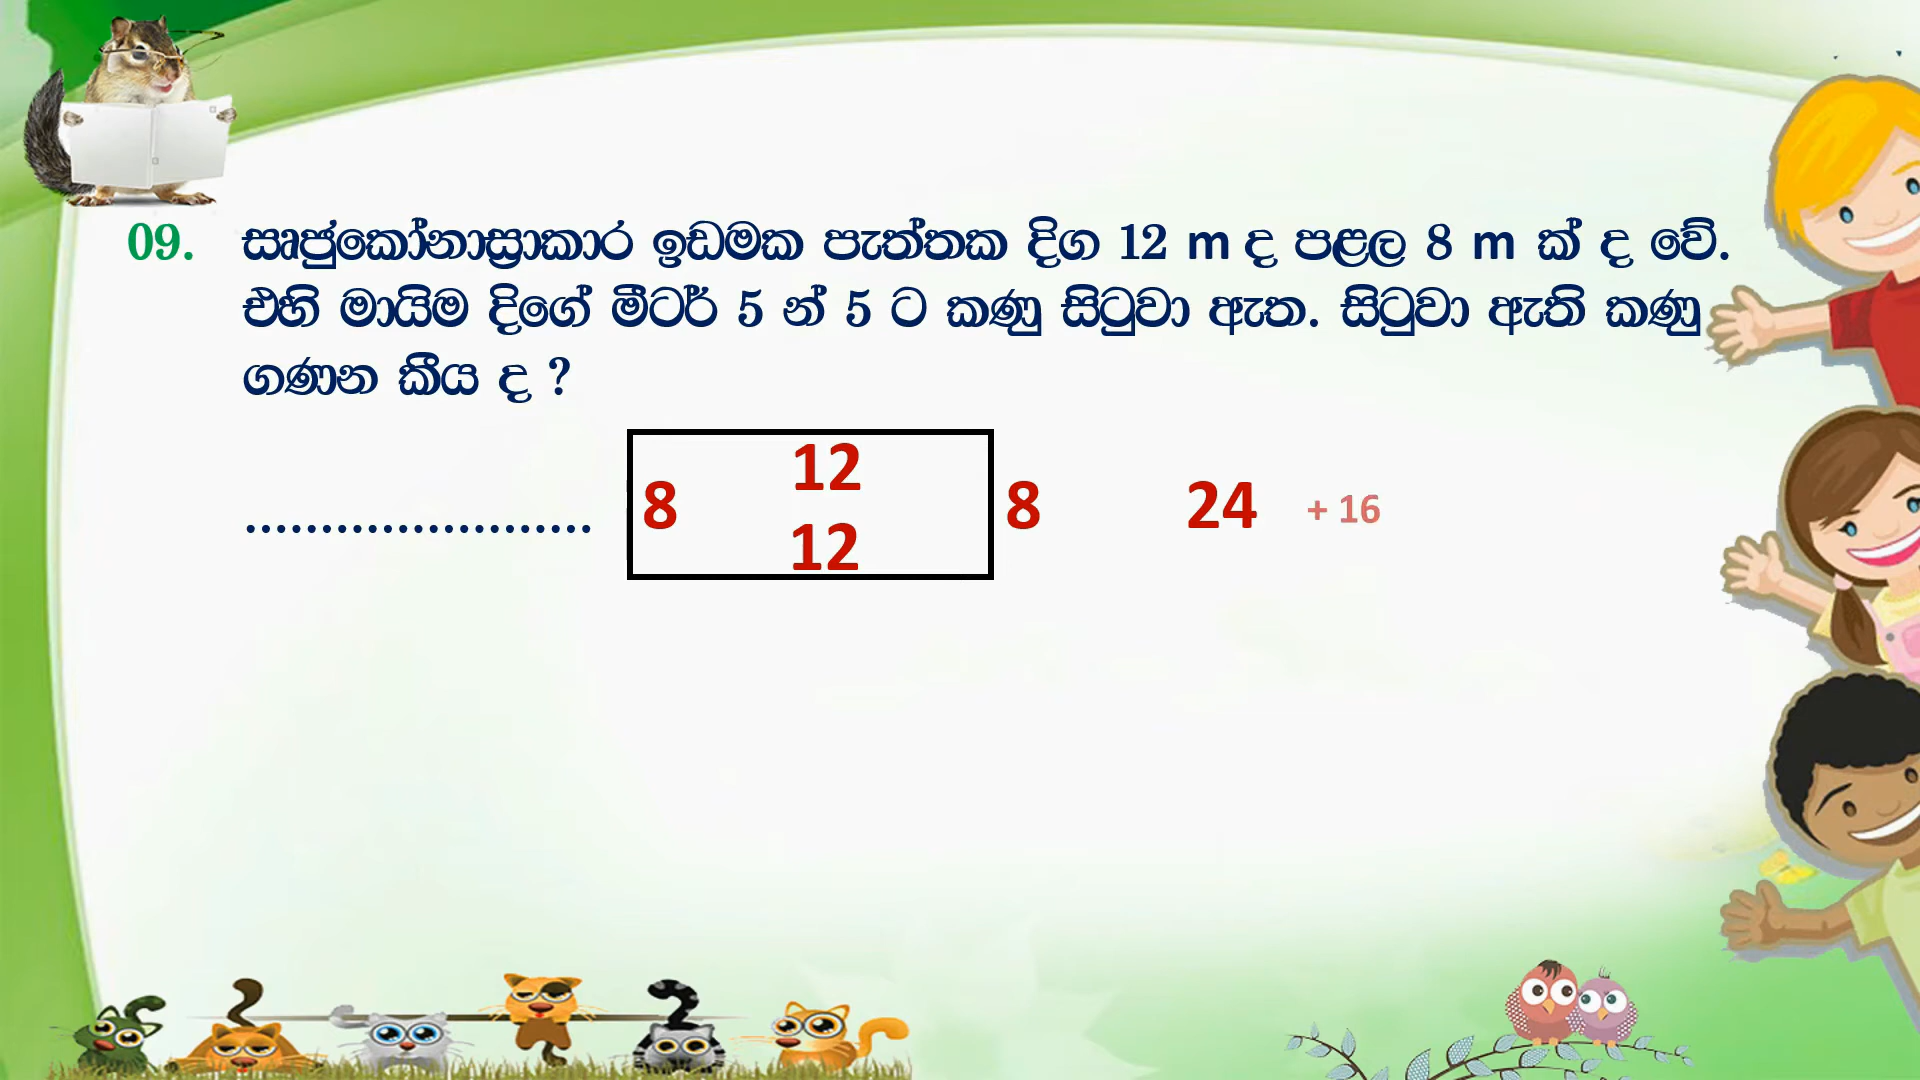 09. සෘජුකෝනාස්‍රාකාර ඉඩමක පැත්තක දිග 12 m ද පළල 8 m ක් ද වේ.
එහි මායිම දිගේ මීටර් 5 න් 5 ට කණු සිටුවා ඇත. සිටුවා ඇති කණු
ගණන කීය ද ?
12
....................... 8 8 24 + 16
12